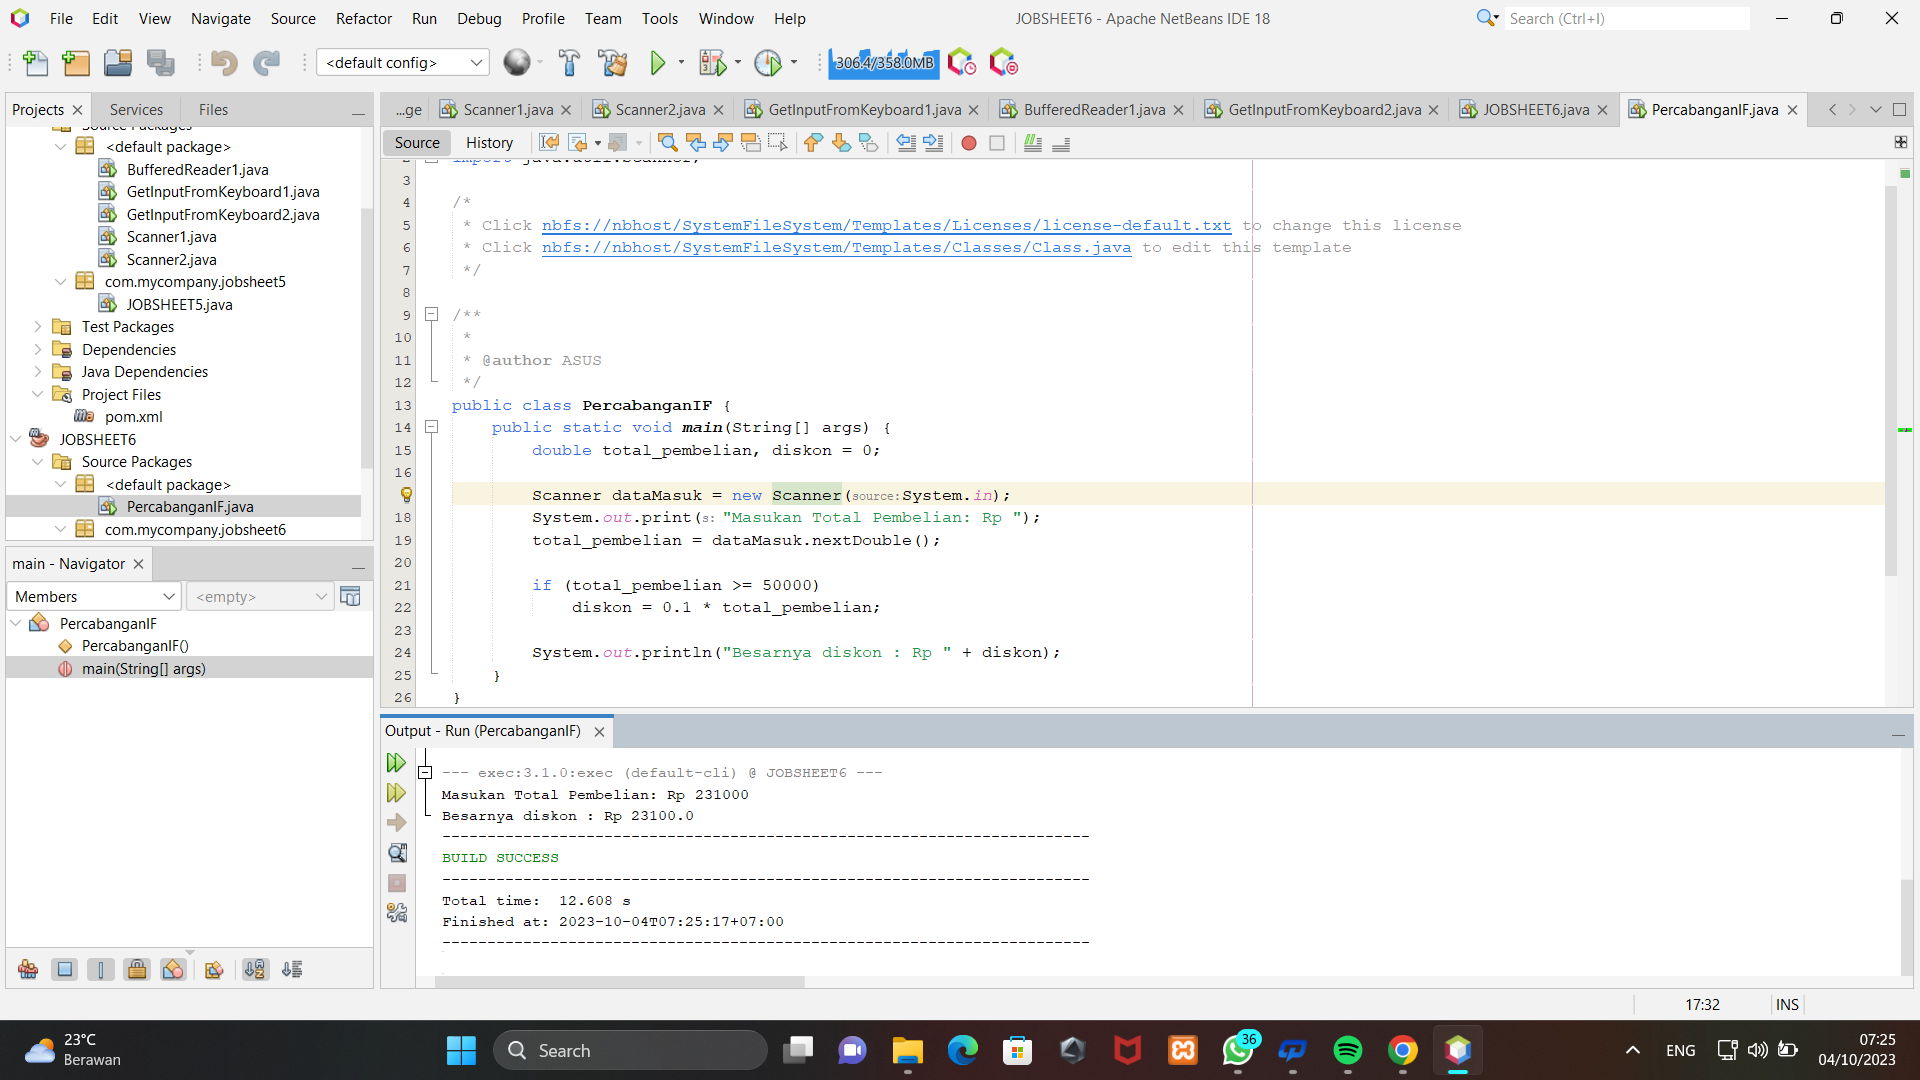 File Edit View Navigate Source Refactor Run Debug Profile Team Tools Window Help JOBSHEET6 - Apache NetBeans IDE 18 Search (Ctrl+I)
<default config> 306.4/358.0MB
Projects Services Files
...ge Scanner1.java Scanner2.java GetInputFromKeyboard1.java BufferedReader1.java GetInputFromKeyboard2.java JOBSHEET6.java PercabanganIF.java
Source History
Source Packages
<default package>
BufferedReader1.java
GetInputFromKeyboard1.java
GetInputFromKeyboard2.java
Scanner1.java
Scanner2.java
com.mycompany.jobsheet5
JOBSHEET5.java
Test Packages
Dependencies
Java Dependencies
Project Files
pom.xml
JOBSHEET6
Source Packages
<default package>
PercabanganIF.java
com.mycompany.jobsheet6
main - Navigator
Members <empty>
PercabanganIF
PercabanganIF()
main(String[] args)
2 import java.util.Scanner;
3
4 /*
5 * Click nbfs://nbhost/SystemFileSystem/Templates/Licenses/license-default.txt to change this license
6 * Click nbfs://nbhost/SystemFileSystem/Templates/Classes/Class.java to edit this template
7 */
8
9 /**
10 *
11 * @author ASUS
12 */
13 public class PercabanganIF {
14 public static void main(String[] args) {
15 double total_pembelian, diskon = 0;
16
Scanner dataMasuk = new Scanner(source:System.in);
18 System.out.print(s: "Masukan Total Pembelian: Rp ");
19 total_pembelian = dataMasuk.nextDouble();
20
21 if (total_pembelian >= 50000)
22 diskon = 0.1 * total_pembelian;
23
24 System.out.println("Besarnya diskon : Rp " + diskon);
25 }
26 }
Output - Run (PercabanganIF)
--- exec:3.1.0:exec (default-cli) @ JOBSHEET6 ---
Masukan Total Pembelian: Rp 231000
Besarnya diskon : Rp 23100.0
------------------------------------------------------------------------
BUILD SUCCESS
------------------------------------------------------------------------
Total time:  12.608 s
Finished at: 2023-10-04T07:25:17+07:00
------------------------------------------------------------------------
17:32 INS
23°C
Berawan
Search
36
ENG
07:25
04/10/2023